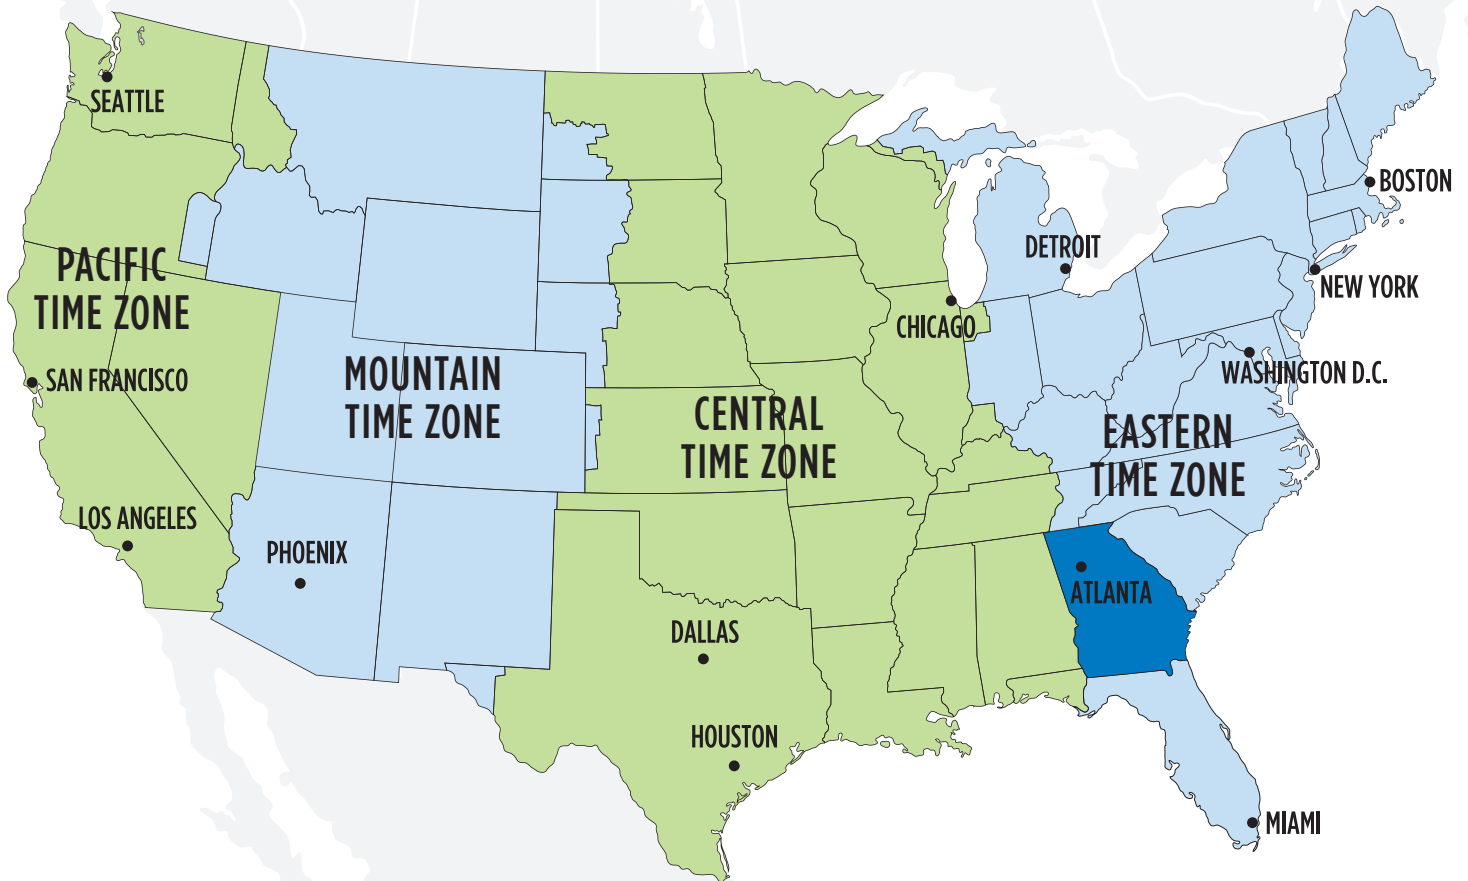 SEATTLE
BOSTON
DETROIT
PACIFIC
TIME ZONE
NEW YORK
CHICAGO
SAN FRANCISCO
MOUNTAIN
TIME ZONE
WASHINGTON D.C.
CENTRAL
TIME ZONE
EASTERN
TIME ZONE
LOS ANGELES
PHOENIX
ATLANTA
DALLAS
HOUSTON
MIAMI